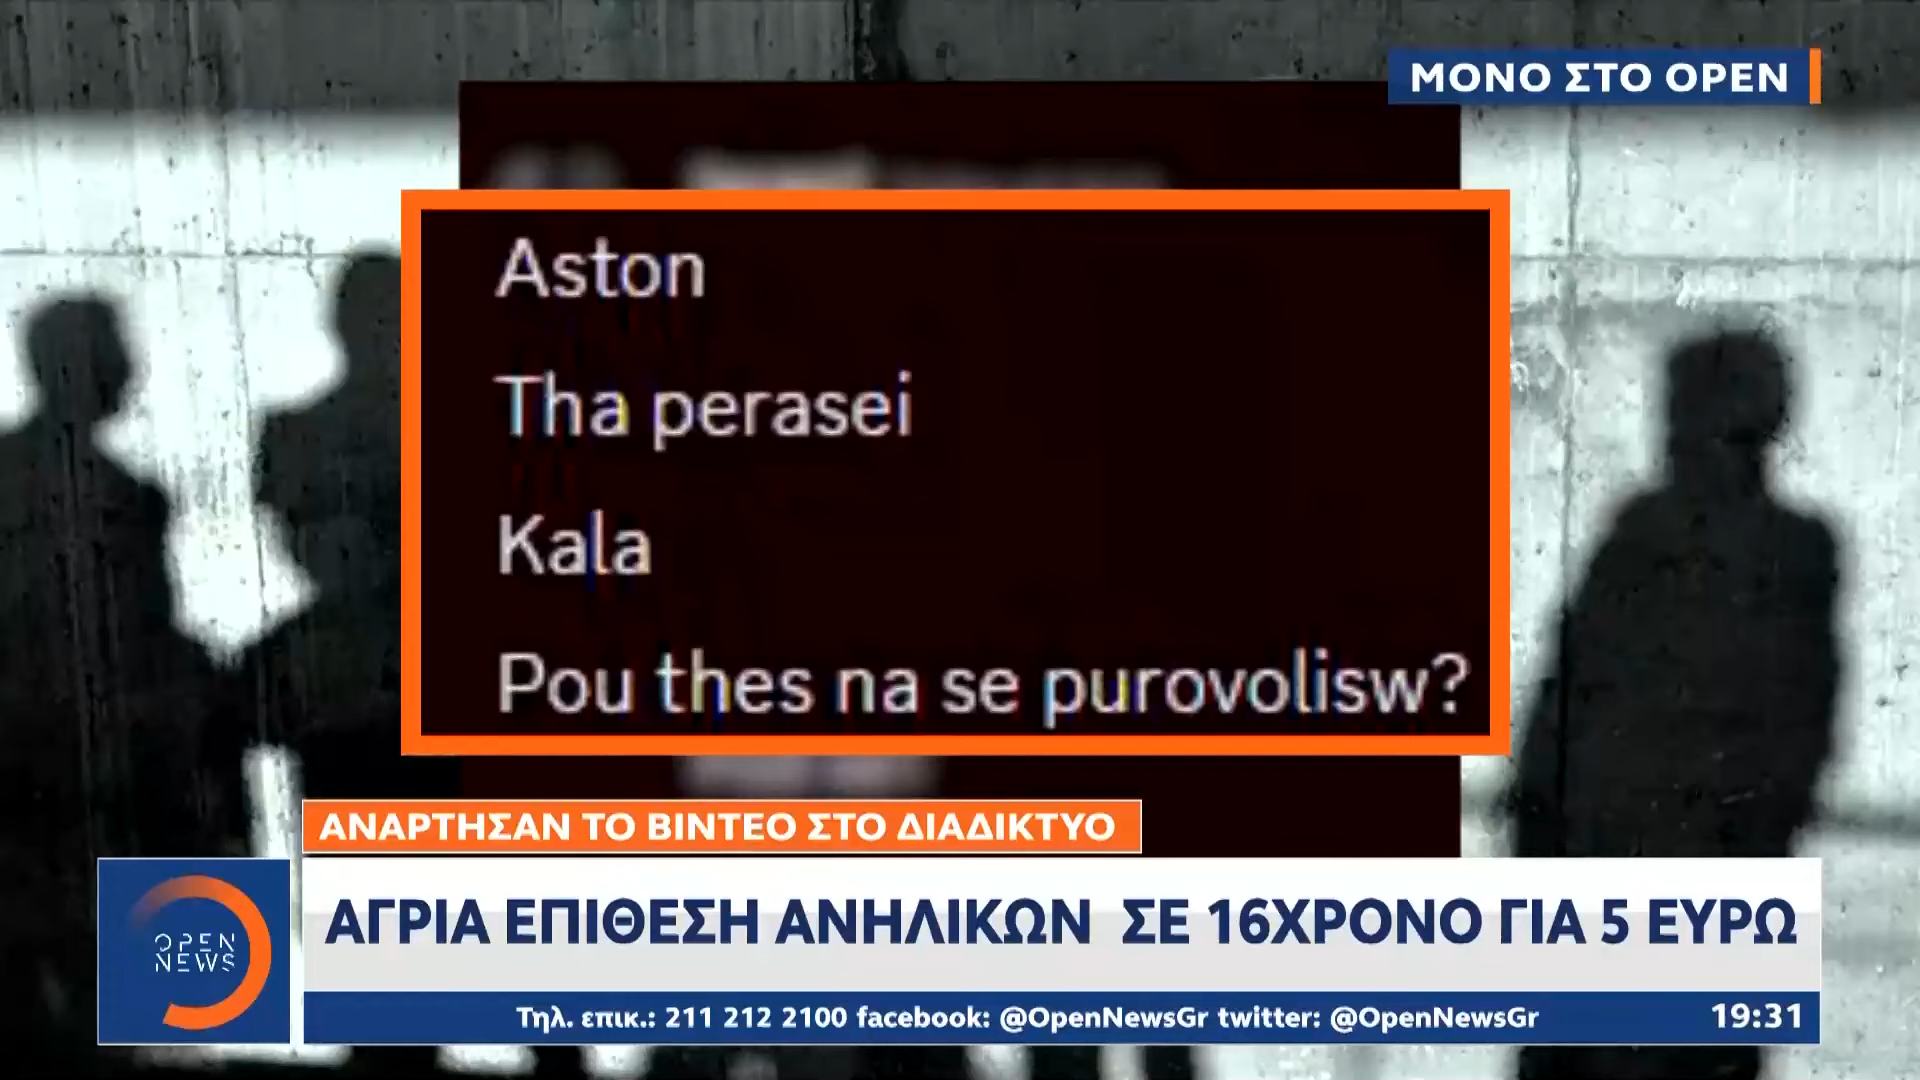 ΜΟΝΟ ΣΤΟ OPEN
Aston
Tha perasei
Kala
Pou thes na se purovolisw?
ΑΝΑΡΤΗΣΑΝ ΤΟ ΒΙΝΤΕΟ ΣΤΟ ΔΙΑΔΙΚΤΥΟ
ΑΓΡΙΑ ΕΠΙΘΕΣΗ ΑΝΗΛΙΚΩΝ ΣΕ 16ΧΡΟΝΟ ΓΙΑ 5 ΕΥΡΩ
OPEN
NEWS
Τηλ. επικ.: 211 212 2100 facebook: @OpenNewsGr twitter: @OpenNewsGr
19:31